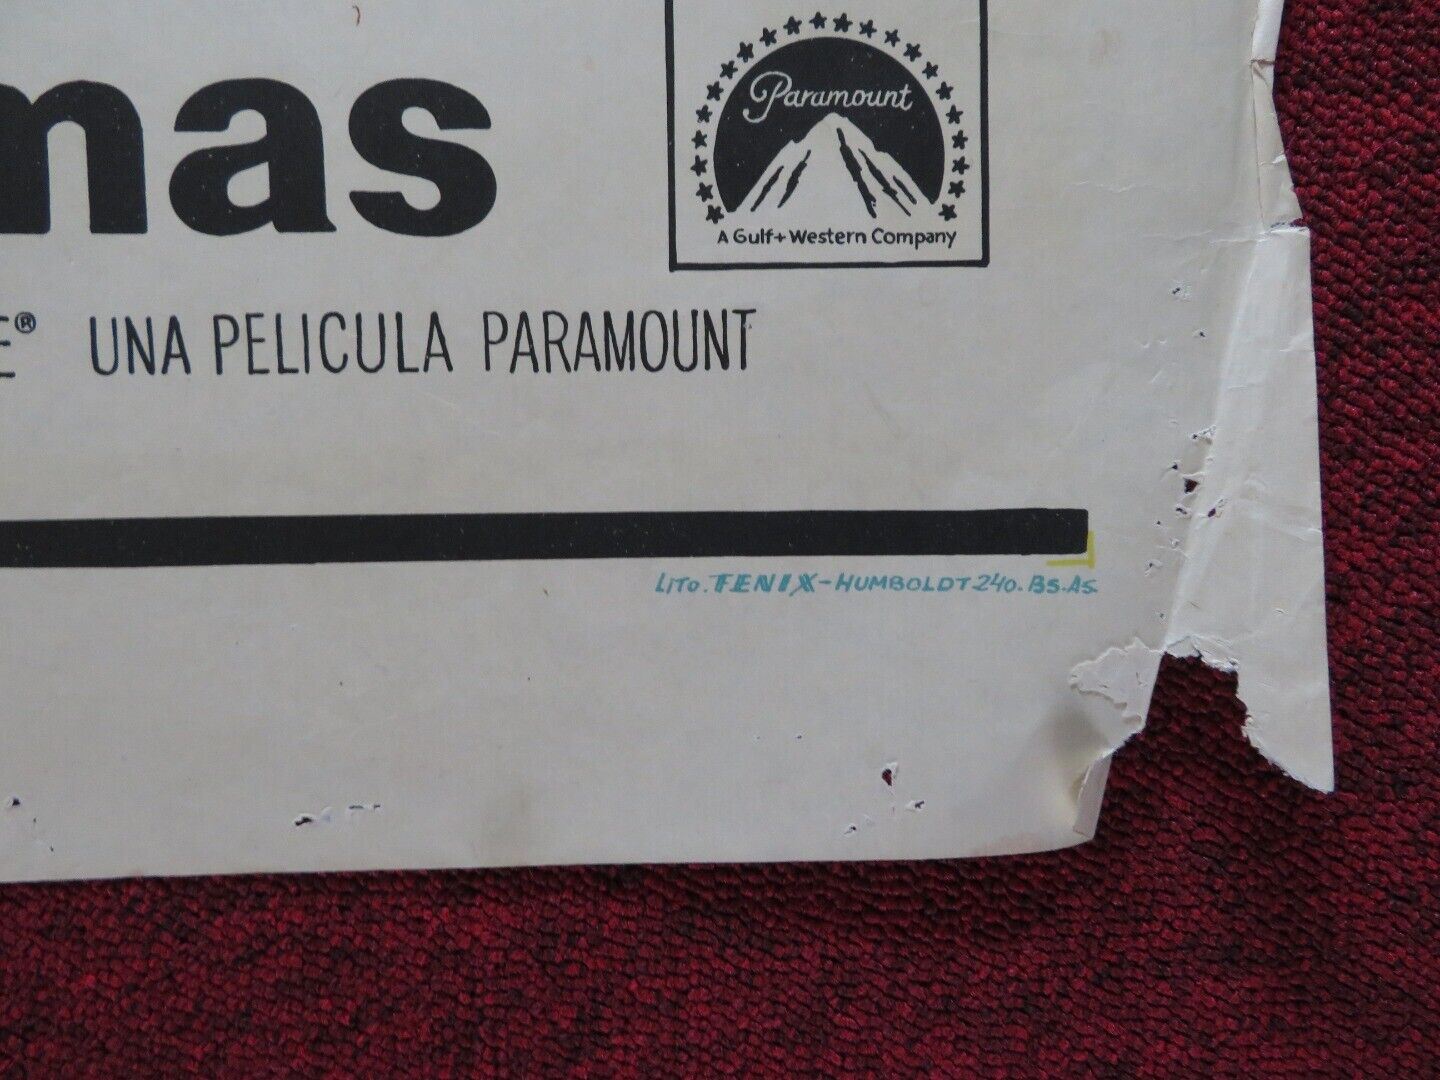 Paramount
A Gulf+Western Company
mas
E® UNA PELICULA PARAMOUNT
LITO. FENIX-HUMBOLDT 240. BS.AS.